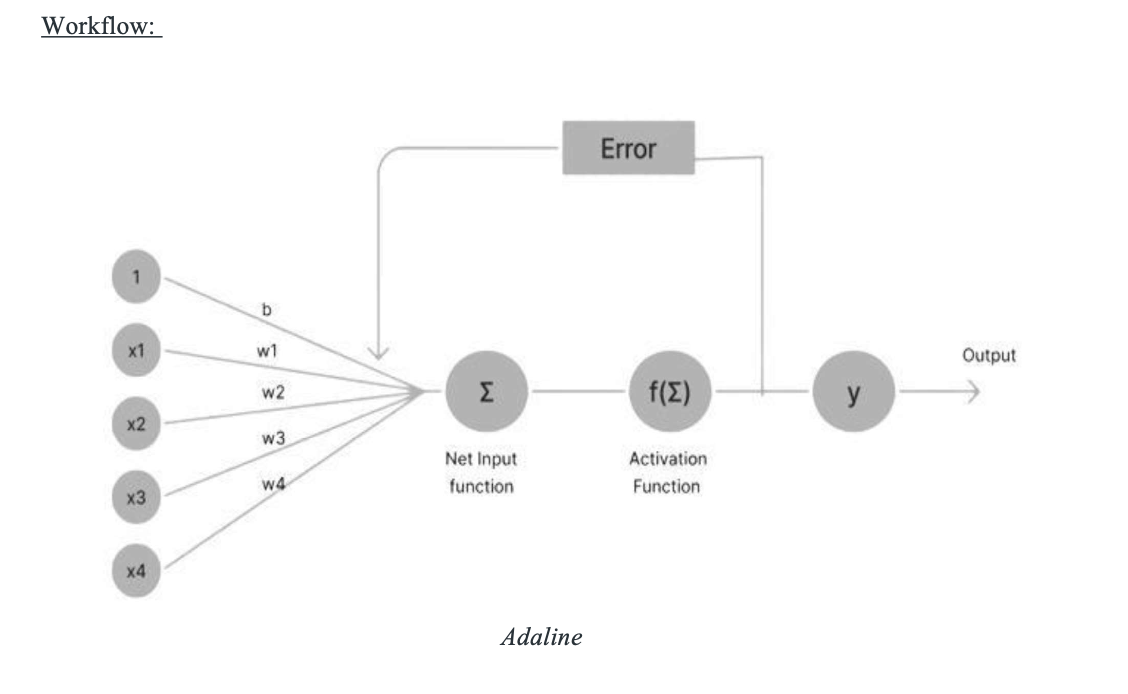 Workflow:
Error
1
b
x1
w1
Output
w2
Σ
f(Σ)
y
x2
w3
Net Input
function
Activation
Function
w4
x3
x4
Adaline